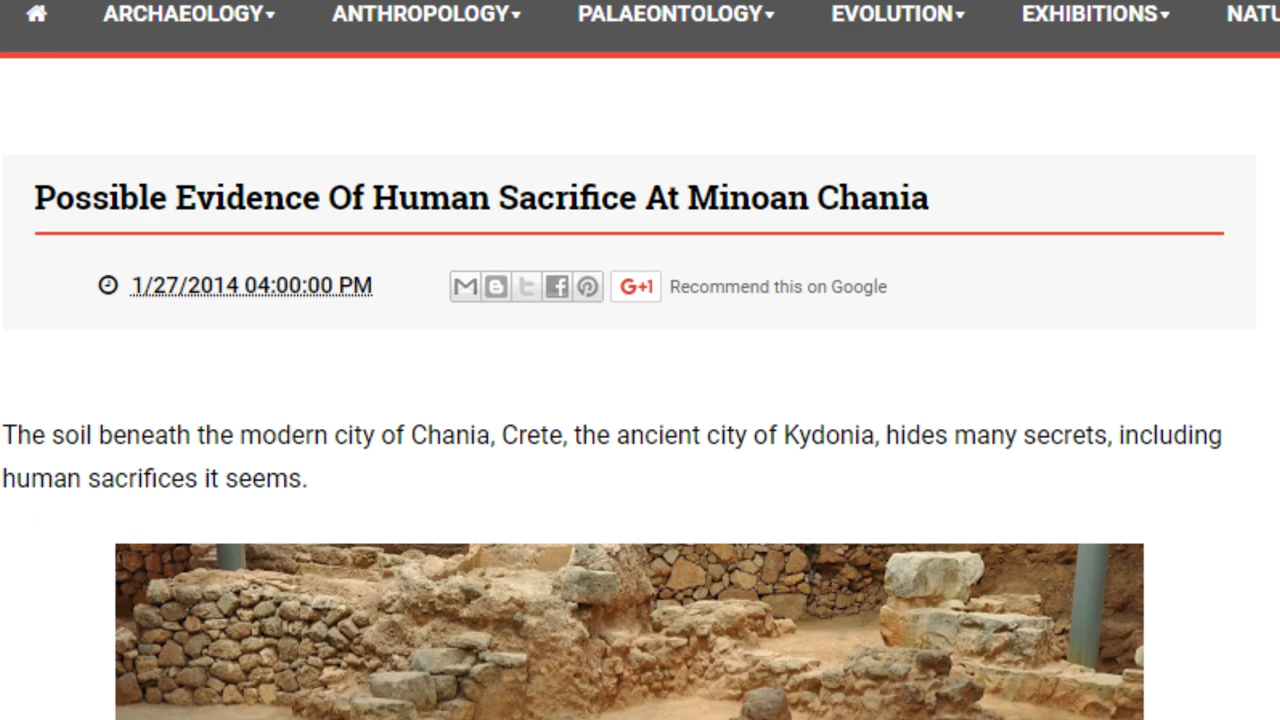 ARCHAEOLOGY ANTHROPOLOGY PALAEONTOLOGY EVOLUTION EXHIBITIONS NATU
Possible Evidence Of Human Sacrifice At Minoan Chania
1/27/2014 04:00:00 PM G+1 Recommend this on Google
The soil beneath the modern city of Chania, Crete, the ancient city of Kydonia, hides many secrets, including
human sacrifices it seems.